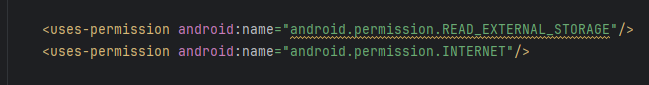 <uses-permission android:name="android.permission.READ_EXTERNAL_STORAGE"/>
<uses-permission android:name="android.permission.INTERNET"/>